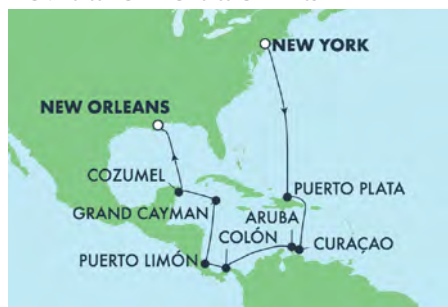 NEW YORK
NEW ORLEANS
COZUMEL
PUERTO PLATA
GRAND CAYMAN
ARUBA
COLÓN
CURAÇAO
PUERTO LIMÓN